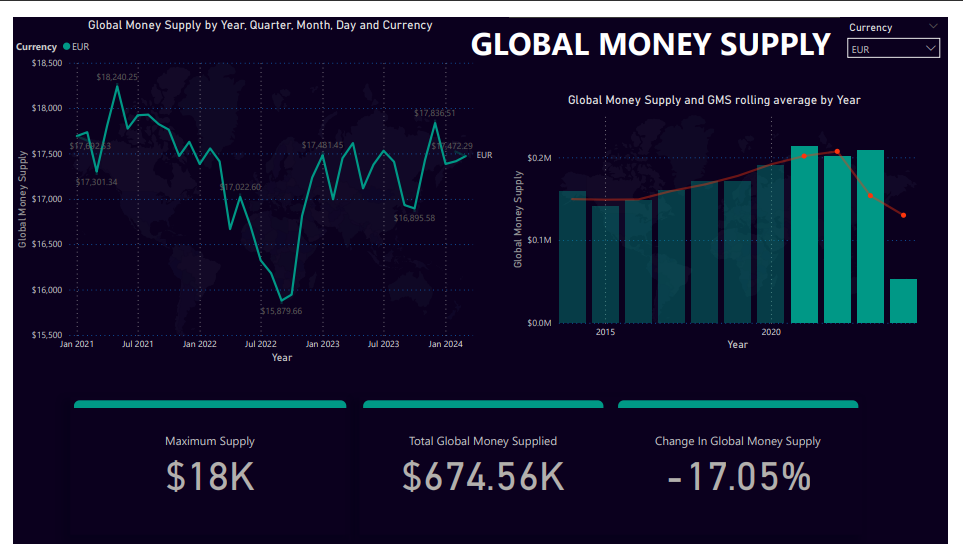 Global Money Supply by Year, Quarter, Month, Day and Currency
Currency EUR
$18,500
$18,000
$17,500
$17,000
$16,500
$16,000
$15,500
Global Money Supply
$18,240.25
$17,692.53
$17,301.34
$17,022.60
$15,879.66
$17,481.45
$16,895.58
$17,836.51
$17,472.29
EUR
Jan 2021 Jul 2021 Jan 2022 Jul 2022 Jan 2023 Jul 2023 Jan 2024
Year
GLOBAL MONEY SUPPLY
Currency
EUR
Global Money Supply and GMS rolling average by Year
$0.2M
$0.1M
$0.0M
Global Money Supply
2015 2020
Year
Maximum Supply
$18K
Total Global Money Supplied
$674.56K
Change In Global Money Supply
-17.05%